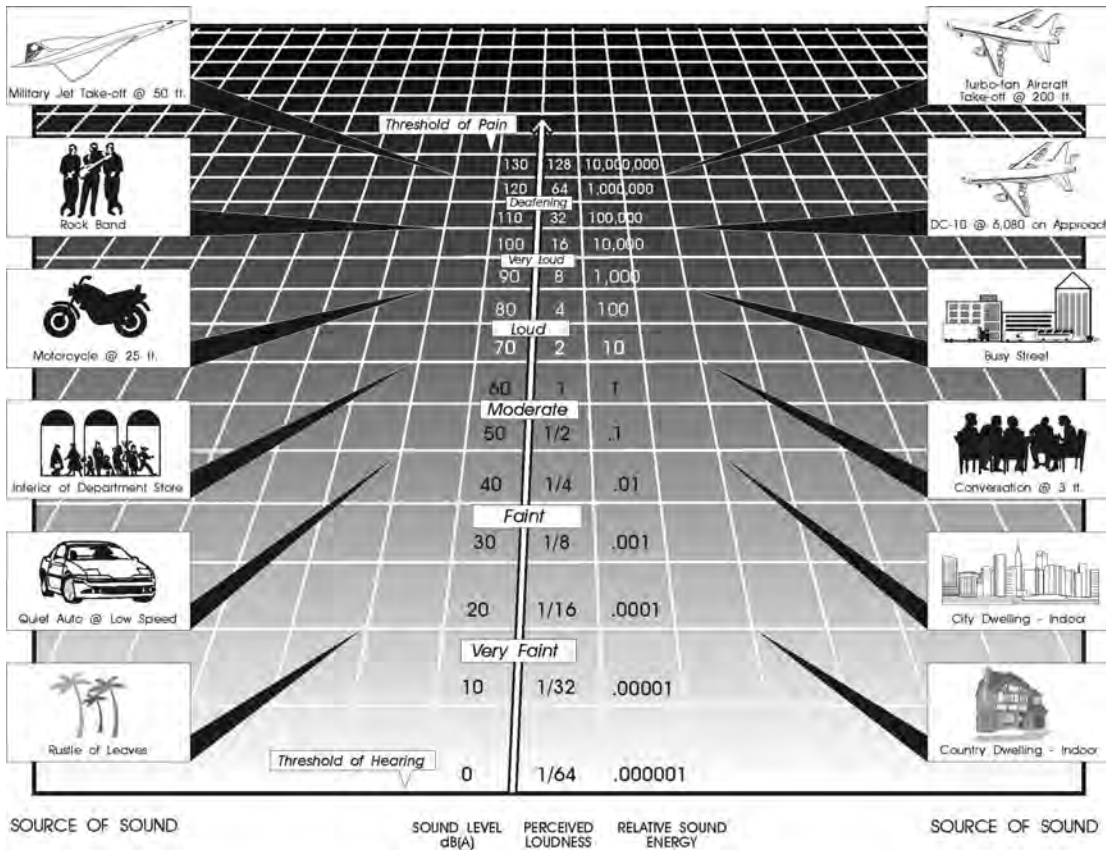 Military Jet Take-off @ 50 ft.
Turbo-fan Aircraft
Take-off @ 200 ft.
Threshold of Pain
130 128 10,000,000
120 64 1,000,000
Deafening
110 32 100,000
Rock Band
DC-10 @ 6,080 on Approach
100 16 10,000
Very Loud
90 8 1,000
80 4 100
Loud
70 2 10
Motorcycle @ 25 ft.
Busy Street
60 1 1
Moderate
50 1/2 .1
40 1/4 .01
Interior of Department Store
Conversation @ 3 ft.
Faint
30 1/8 .001
20 1/16 .0001
Quiet Auto @ Low Speed
City Dwelling - Indoor
Very Faint
10 1/32 .00001
Rustle of Leaves
Country Dwelling - Indoor
Threshold of Hearing
0 1/64 .000001
SOURCE OF SOUND
SOUND LEVEL
dB(A)
PERCEIVED
LOUDNESS
RELATIVE SOUND
ENERGY
SOURCE OF SOUND